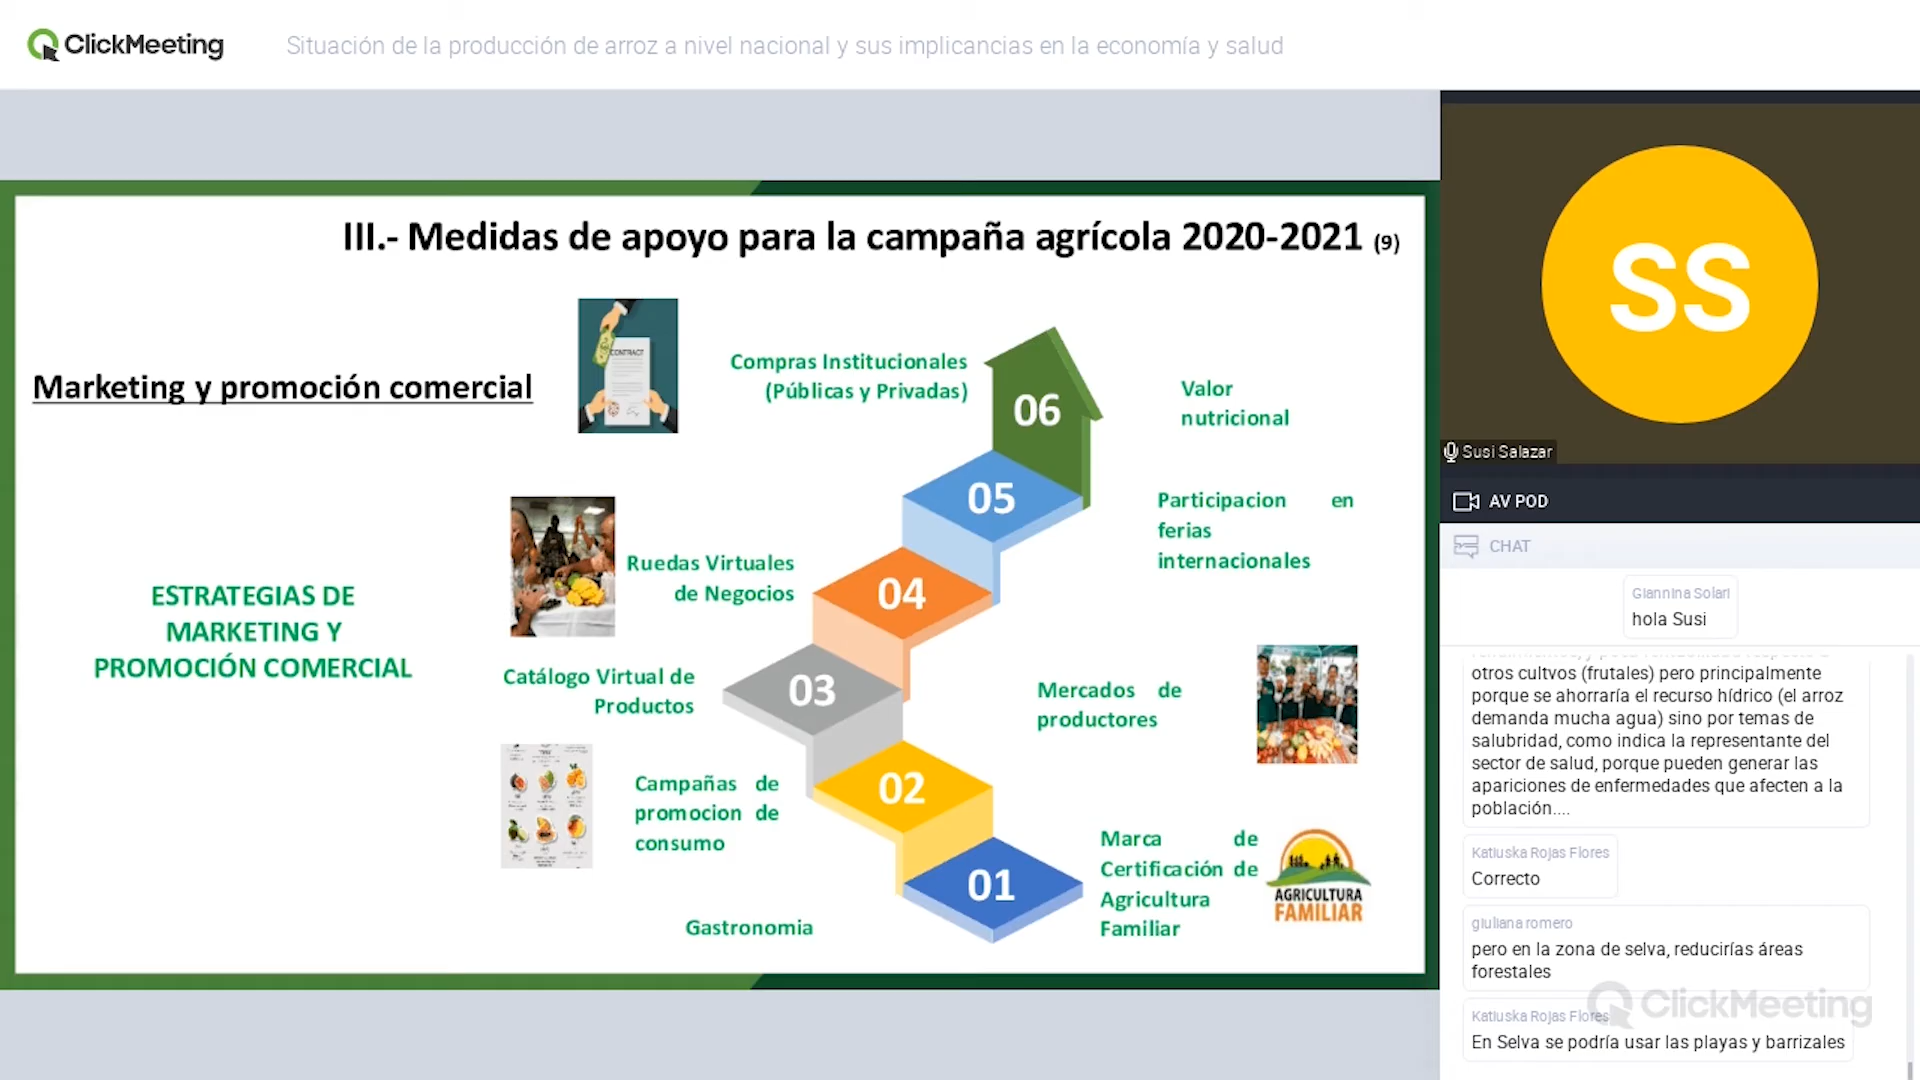 ClickMeeting
Situación de la producción de arroz a nivel nacional y sus implicancias en la economía y salud
III.- Medidas de apoyo para la campaña agrícola 2020-2021 (9)
Marketing y promoción comercial
ESTRATEGIAS DE
MARKETING Y
PROMOCIÓN COMERCIAL
CONTRACT
Compras Institucionales
(Públicas y Privadas)
06
Valor
nutricional
05
Participacion en
ferias
internacionales
Ruedas Virtuales
de Negocios
04
Catálogo Virtual de
Productos
03
Mercados de
productores
Campañas de
promocion de
consumo
02
Marca de
Certificación de
Agricultura
Familiar
01
AGRICULTURA
FAMILIAR
Gastronomia
SS
Susi Salazar
AV POD
CHAT
Giannina Solari
hola Susi
otros cultvos (frutales) pero principalmente
porque se ahorraría el recurso hídrico (el arroz
demanda mucha agua) sino por temas de
salubridad, como indica la representante del
sector de salud, porque pueden generar las
apariciones de enfermedades que afecten a la
población....
Katiuska Rojas Flores
Correcto
giuliana romero
pero en la zona de selva, reducirías áreas
forestales
Katiuska Rojas Flores
En Selva se podría usar las playas y barrizales
ClickMeeting